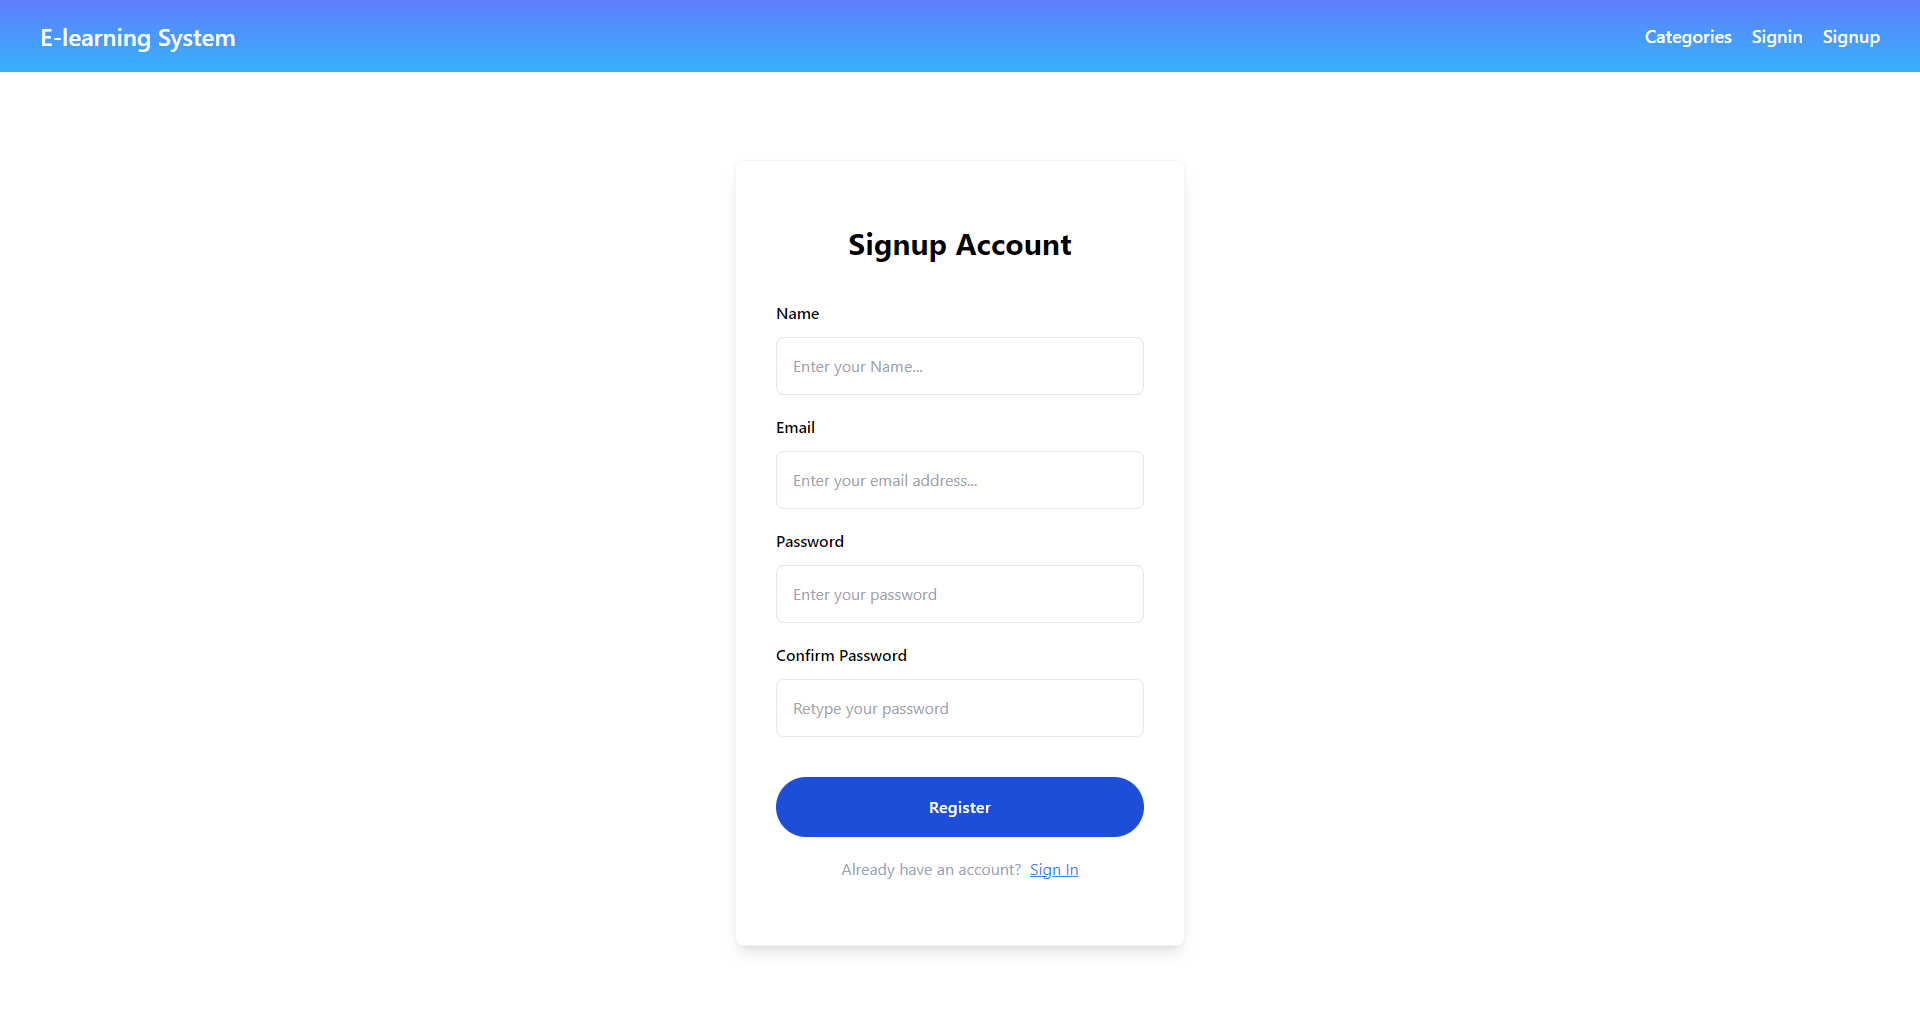 E-learning System
Categories Signin Signup
Signup Account
Name
Enter your Name...
Email
Enter your email address...
Password
Enter your password
Confirm Password
Retype your password
Register
Already have an account? Sign In